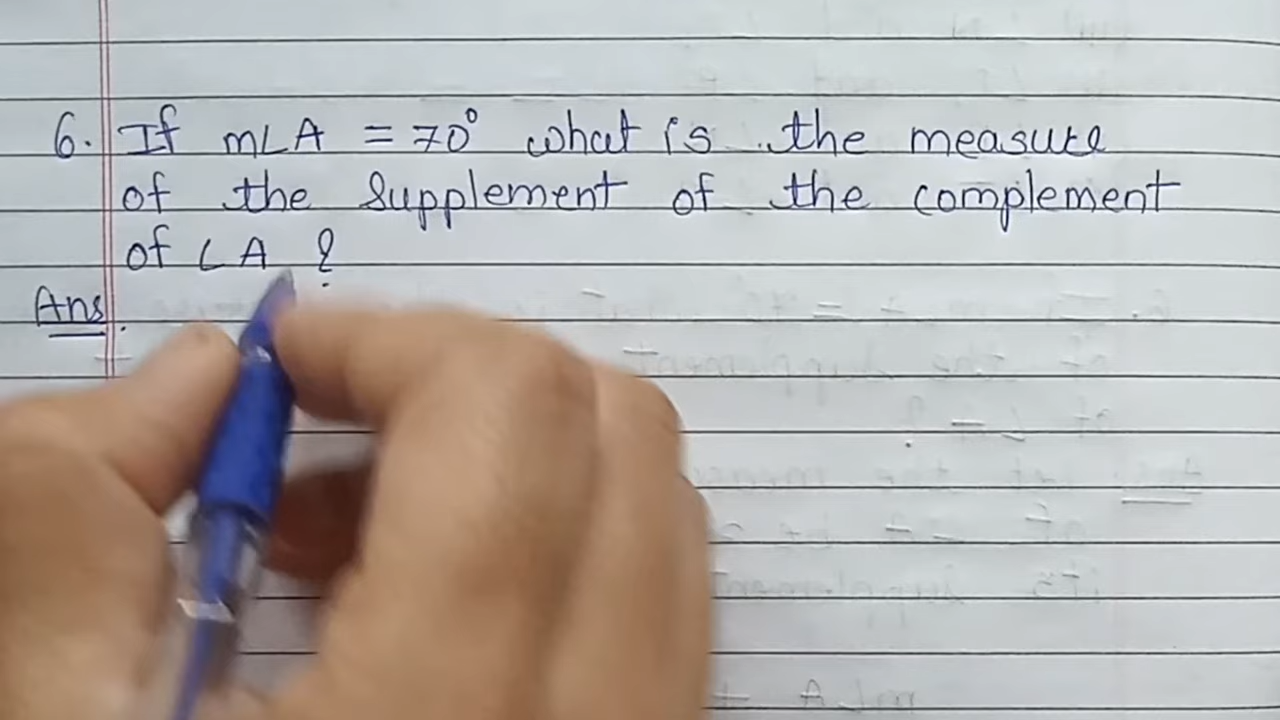 6. If m∠A = 70° what is the measure
of the supplement of the complement
of ∠A ?
Ans.